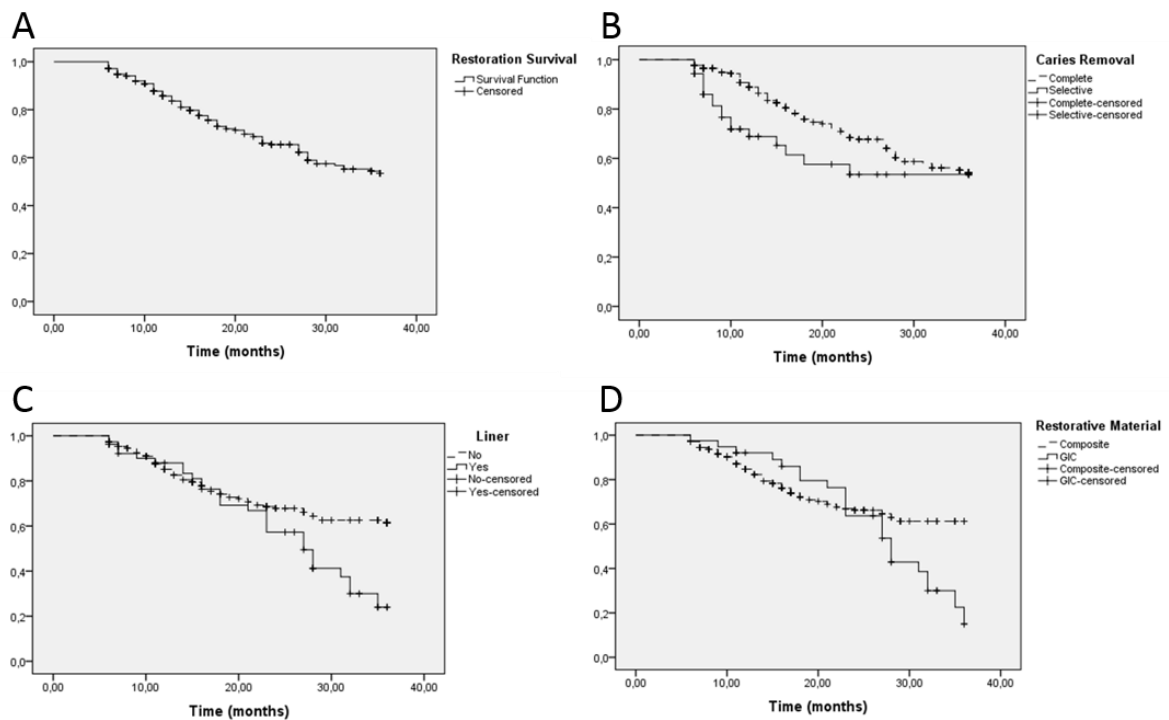 A
Restoration Survival
Survival Function
Censored
1,0
0,8
0,6
0,4
0,2
0,0
0,00 10,00 20,00 30,00 40,00
Time (months)
B
Caries Removal
Complete
Selective
Complete-censored
Selective-censored
1,0
0,8
0,6
0,4
0,2
0,0
0,00 10,00 20,00 30,00 40,00
Time (months)
C
Liner
No
Yes
No-censored
Yes-censored
1,0
0,8
0,6
0,4
0,2
0,0
0,00 10,00 20,00 30,00 40,00
Time (months)
D
Restorative Material
Composite
GIC
Composite-censored
GIC-censored
1,0
0,8
0,6
0,4
0,2
0,0
0,00 10,00 20,00 30,00 40,00
Time (months)